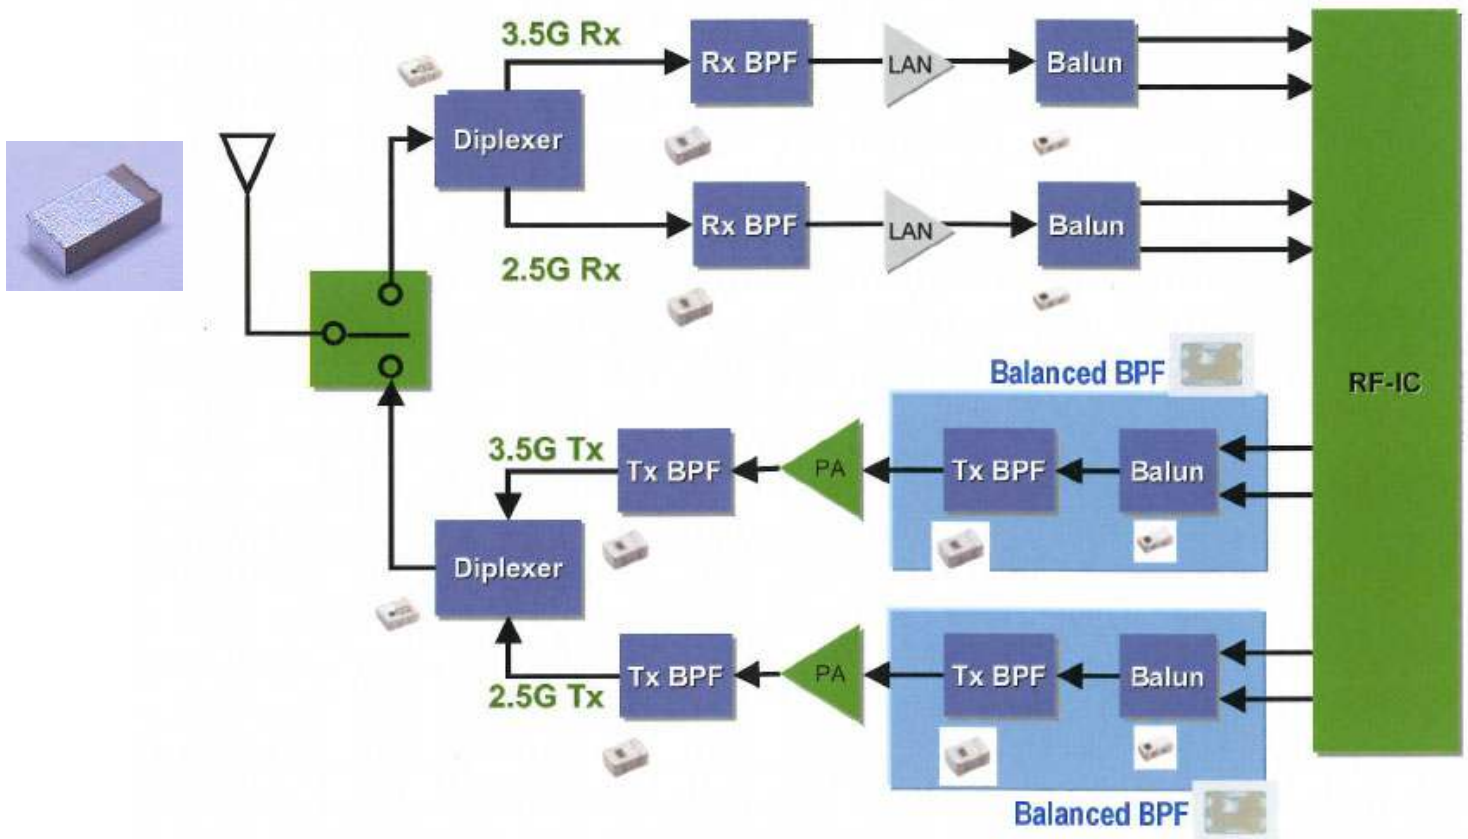 3.5G Rx
Rx BPF
LAN
Balun
Diplexer
Rx BPF
LAN
Balun
2.5G Rx
RF-IC
Balanced BPF
3.5G Tx
Tx BPF
PA
Tx BPF
Balun
Diplexer
Tx BPF
PA
Tx BPF
Balun
2.5G Tx
Balanced BPF